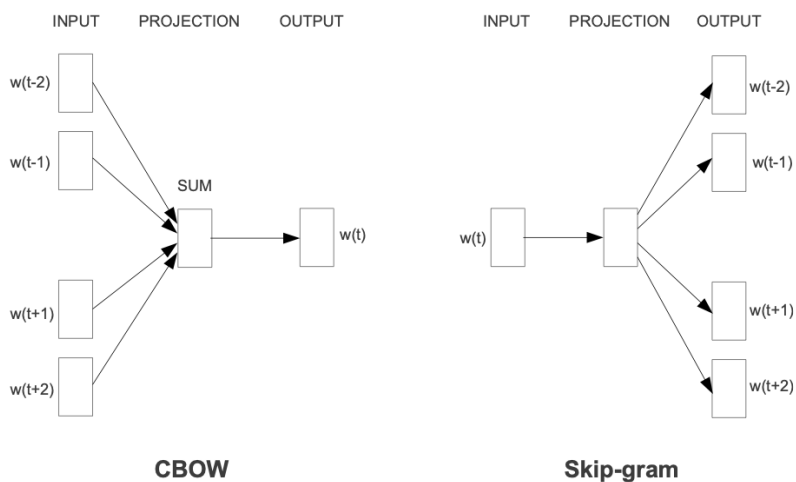 INPUT PROJECTION OUTPUT
w(t-2)
w(t-1)
SUM
w(t)
w(t+1)
w(t+2)
CBOW
INPUT PROJECTION OUTPUT
w(t-2)
w(t-1)
w(t)
w(t+1)
w(t+2)
Skip-gram